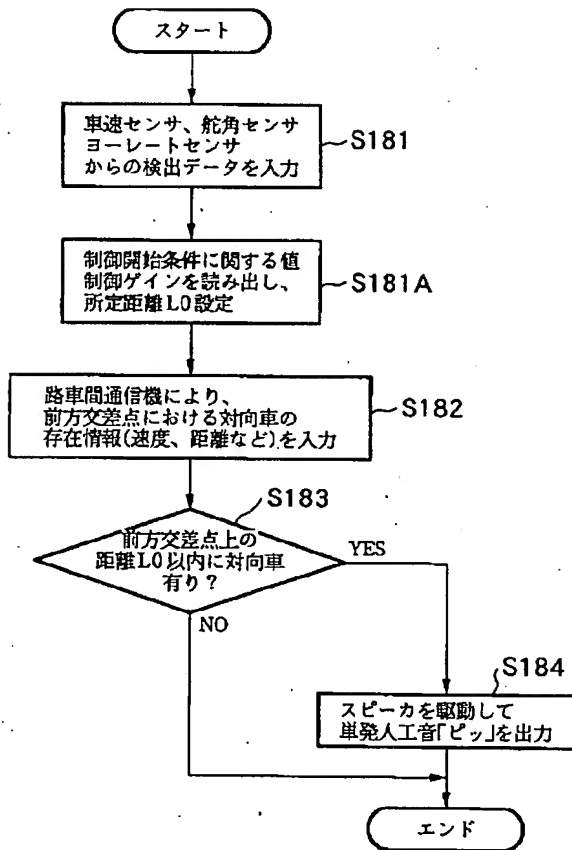 スタート
車速センサ、舵角センサ
ヨーレートセンサ
からの検出データを入力
S181
制御開始条件に関する値
制御ゲインを読み出し、
所定距離L0設定
S181A
路車間通信機により、
前方交差点における対向車の
存在情報(速度、距離など)を入力
S182
S183
前方交差点上の
距離L0以内に対向車
有り?
YES
NO
S184
スピーカを駆動して
単発人工音「ピッ」を出力
エンド